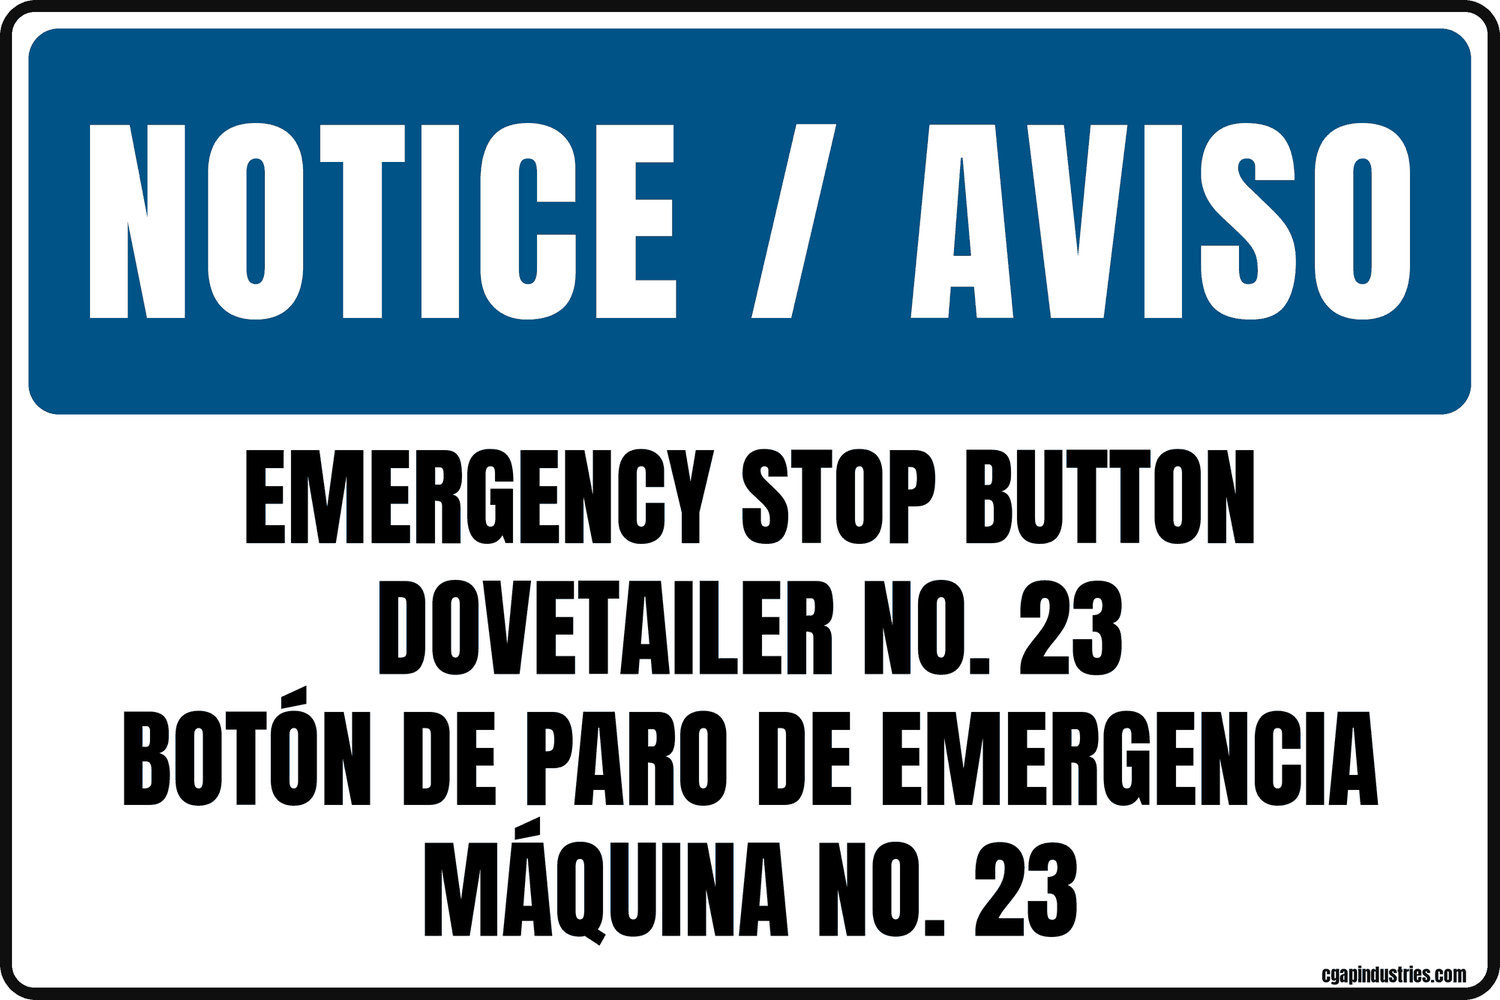 NOTICE / AVISO
EMERGENCY STOP BUTTON
DOVETAILER NO. 23
BOTÓN DE PARO DE EMERGENCIA
MÁQUINA NO. 23
cgapindustries.com